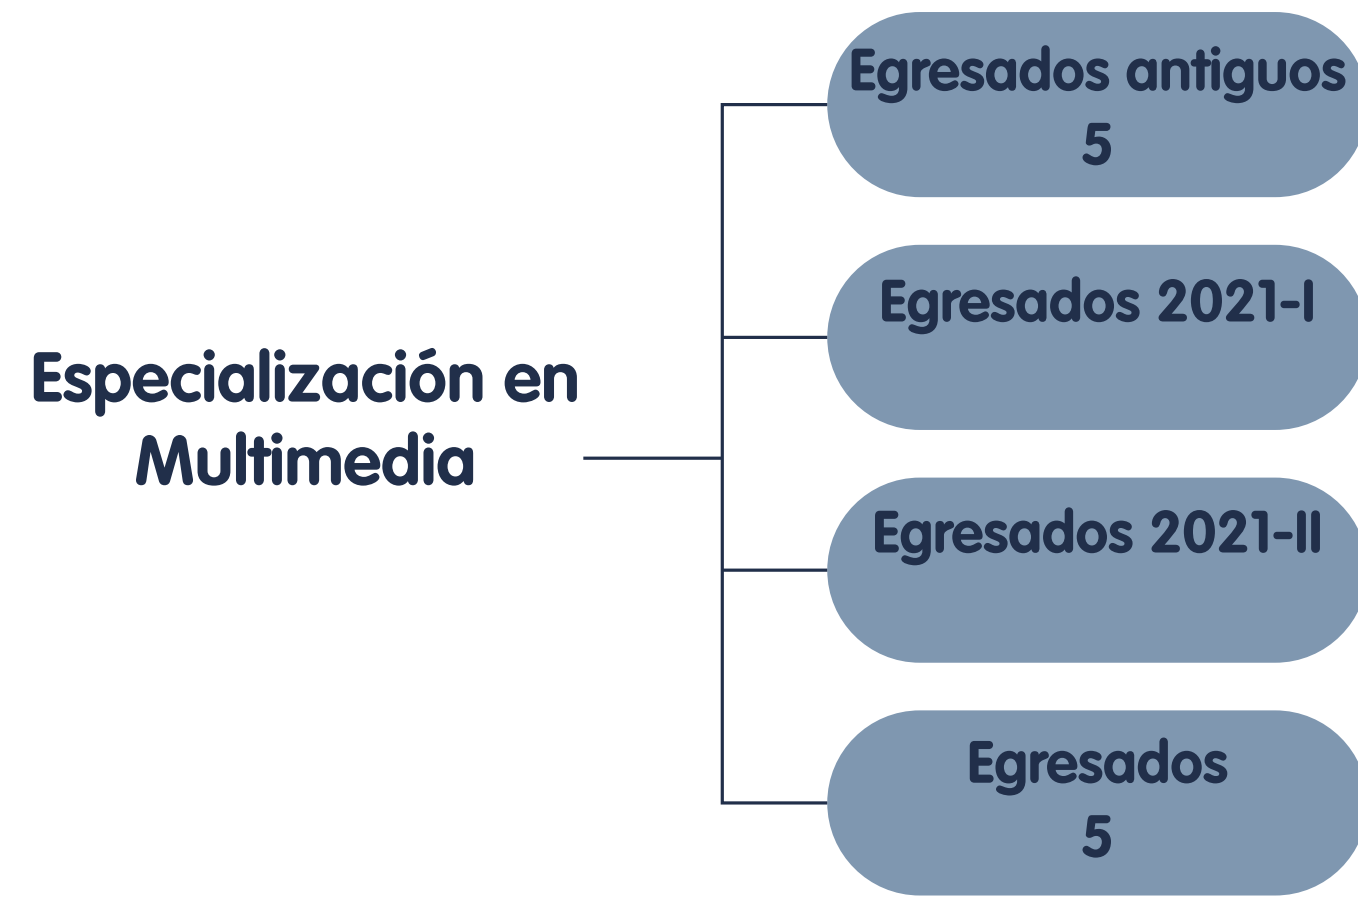 Especialización en
Multimedia
Egresados antiguos
5
Egresados 2021-I
Egresados 2021-II
Egresados
5